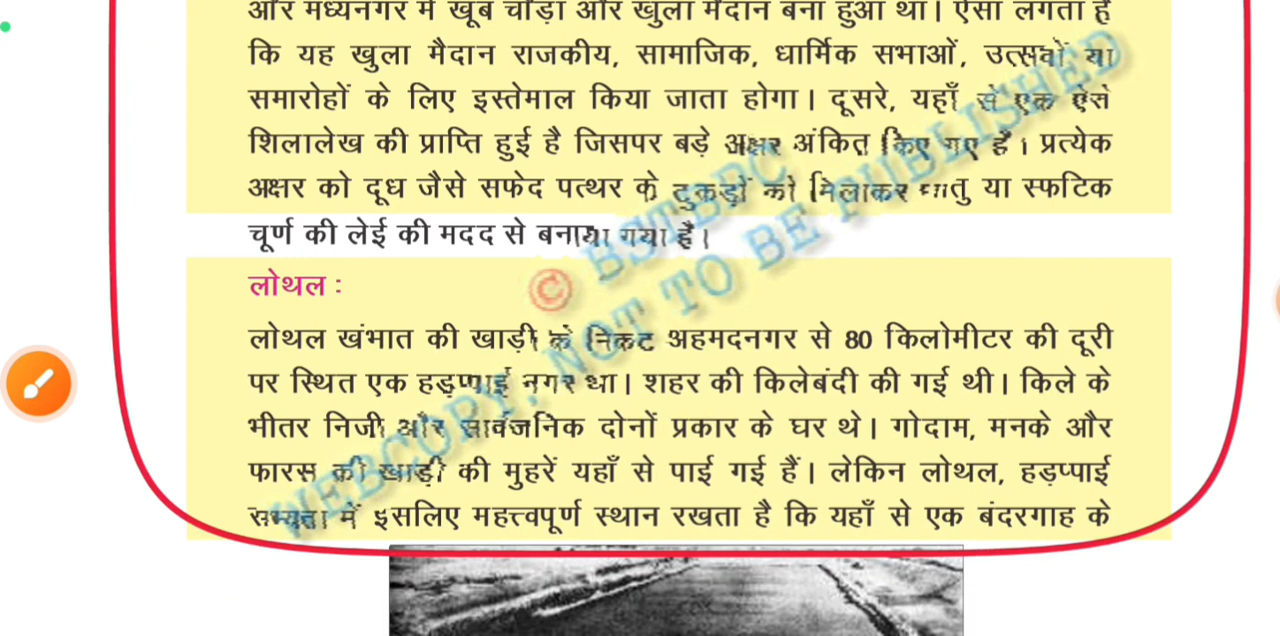 और मध्यनगर में खूब चौड़ा और खुला मैदान बना हुआ था। ऐसा लगता है
कि यह खुला मैदान राजकीय, सामाजिक, धार्मिक सभाओं, उत्सवों या
समारोहों के लिए इस्तेमाल किया जाता होगा। दूसरे, यहाँ से एक ऐसे
शिलालेख की प्राप्ति हुई है जिसपर बड़े अक्षर अंकित किए गए हैं। प्रत्येक
अक्षर को दूध जैसे सफेद पत्थर के टुकड़ों को मिलाकर धातु या स्फटिक
चूर्ण की लेई की मदद से बनाया गया है।
लोथल :
लोथल खंभात की खाड़ी के निकट अहमदनगर से 80 किलोमीटर की दूरी
पर स्थित एक हड़प्पाई नगर था। शहर की किलेबंदी की गई थी। किले के
भीतर निजी और सार्वजनिक दोनों प्रकार के घर थे। गोदाम, मनके और
फारस की खाड़ी की मुहरें यहाँ से पाई गई हैं। लेकिन लोथल, हड़प्पाई
सभ्यता में इसलिए महत्त्वपूर्ण स्थान रखता है कि यहाँ से एक बंदरगाह के
© BSTBPC
WEBCOPY, NOT TO BE PUBLISHED